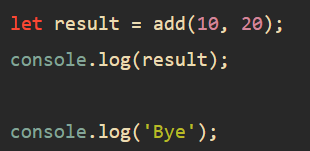 let result = add(10, 20);
console.log(result);
console.log('Bye');